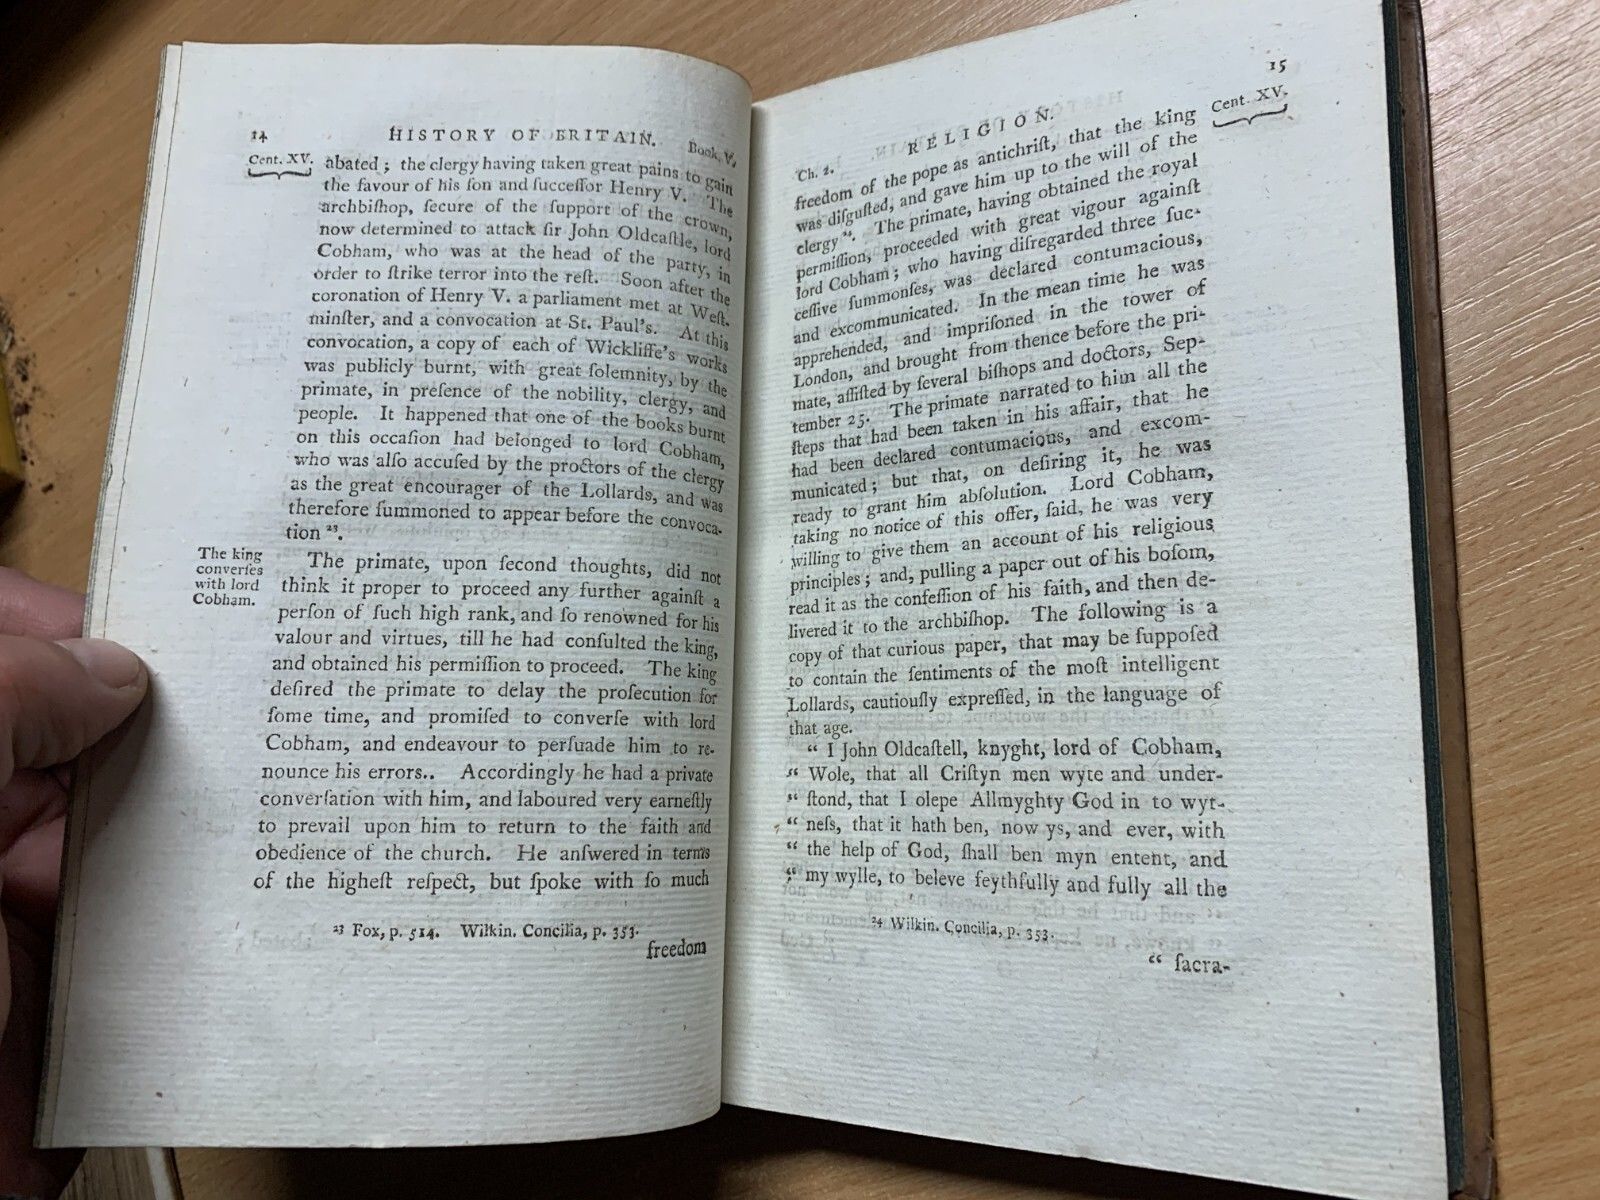 14
HISTORY OF BRITAIN.
Book V.
Cent. XV.
abated; the clergy having taken great pains to gain
the favour of his ſon and ſucceſſor Henry V. The
archbiſhop, ſecure of the ſupport of the crown,
now determined to attack ſir John Oldcaſtle, lord
Cobham, who was at the head of the party, in
order to ſtrike terror into the reſt. Soon after the
coronation of Henry V. a parliament met at Weſt-
minſter, and a convocation at St. Paul's. At this
convocation, a copy of each of Wickliffe's works
was publicly burnt, with great ſolemnity, by the
primate, in preſence of the nobility, clergy, and
people. It happened that one of the books burnt
on this occaſion had belonged to lord Cobham,
who was alſo accuſed by the proctors of the clergy
as the great encourager of the Lollards, and was
therefore ſummoned to appear before the convoca-
tion ²³.
The king
converſes
with lord
Cobham.
The primate, upon ſecond thoughts, did not
think it proper to proceed any further againſt a
perſon of ſuch high rank, and ſo renowned for his
valour and virtues, till he had conſulted the king,
and obtained his permiſſion to proceed. The king
deſired the primate to delay the proſecution for
ſome time, and promiſed to converſe with lord
Cobham, and endeavour to perſuade him to re-
nounce his errors.. Accordingly he had a private
converſation with him, and laboured very earneſtly
to prevail upon him to return to the faith and
obedience of the church. He anſwered in terms
of the higheſt reſpect, but ſpoke with ſo much
²³ Fox, p. 514. Wilkin. Concilia, p. 353.
freedom
15
Ch. 2.
RELIGION.
Cent. XV.
freedom of the pope as antichriſt, that the king
was diſguſted, and gave him up to the will of the
clergy ²⁴. The primate, having obtained the royal
permiſſion, proceeded with great vigour againſt
lord Cobham; who having diſregarded three ſuc-
ceſſive ſummonſes, was declared contumacious,
and excommunicated. In the mean time he was
apprehended, and impriſoned in the tower of
London, and brought from thence before the pri-
mate, aſſiſted by ſeveral biſhops and doctors, Sep-
tember 25. The primate narrated to him all the
ſteps that had been taken in his affair, that he
had been declared contumacious, and excom-
municated; but that, on deſiring it, he was
ready to grant him abſolution. Lord Cobham,
taking no notice of this offer, ſaid, he was very
willing to give them an account of his religious
principles; and, pulling a paper out of his boſom,
read it as the confeſſion of his faith, and then de-
livered it to the archbiſhop. The following is a
copy of that curious paper, that may be ſuppoſed
to contain the ſentiments of the moſt intelligent
Lollards, cautiouſly expreſſed, in the language of
that age.
“ I John Oldcaſtell, knyght, lord of Cobham,
“ Wole, that all Criſtyn men wyte and under-
“ ſtond, that I olepe Allmyghty God in to wyt-
“ neſs, that it hath ben, now ys, and ever, with
“ the help of God, ſhall ben myn entent, and
“ my wylle, to beleve feythfully and fully all the
²⁴ Wilkin. Concilia, p. 353.
“ ſacra-